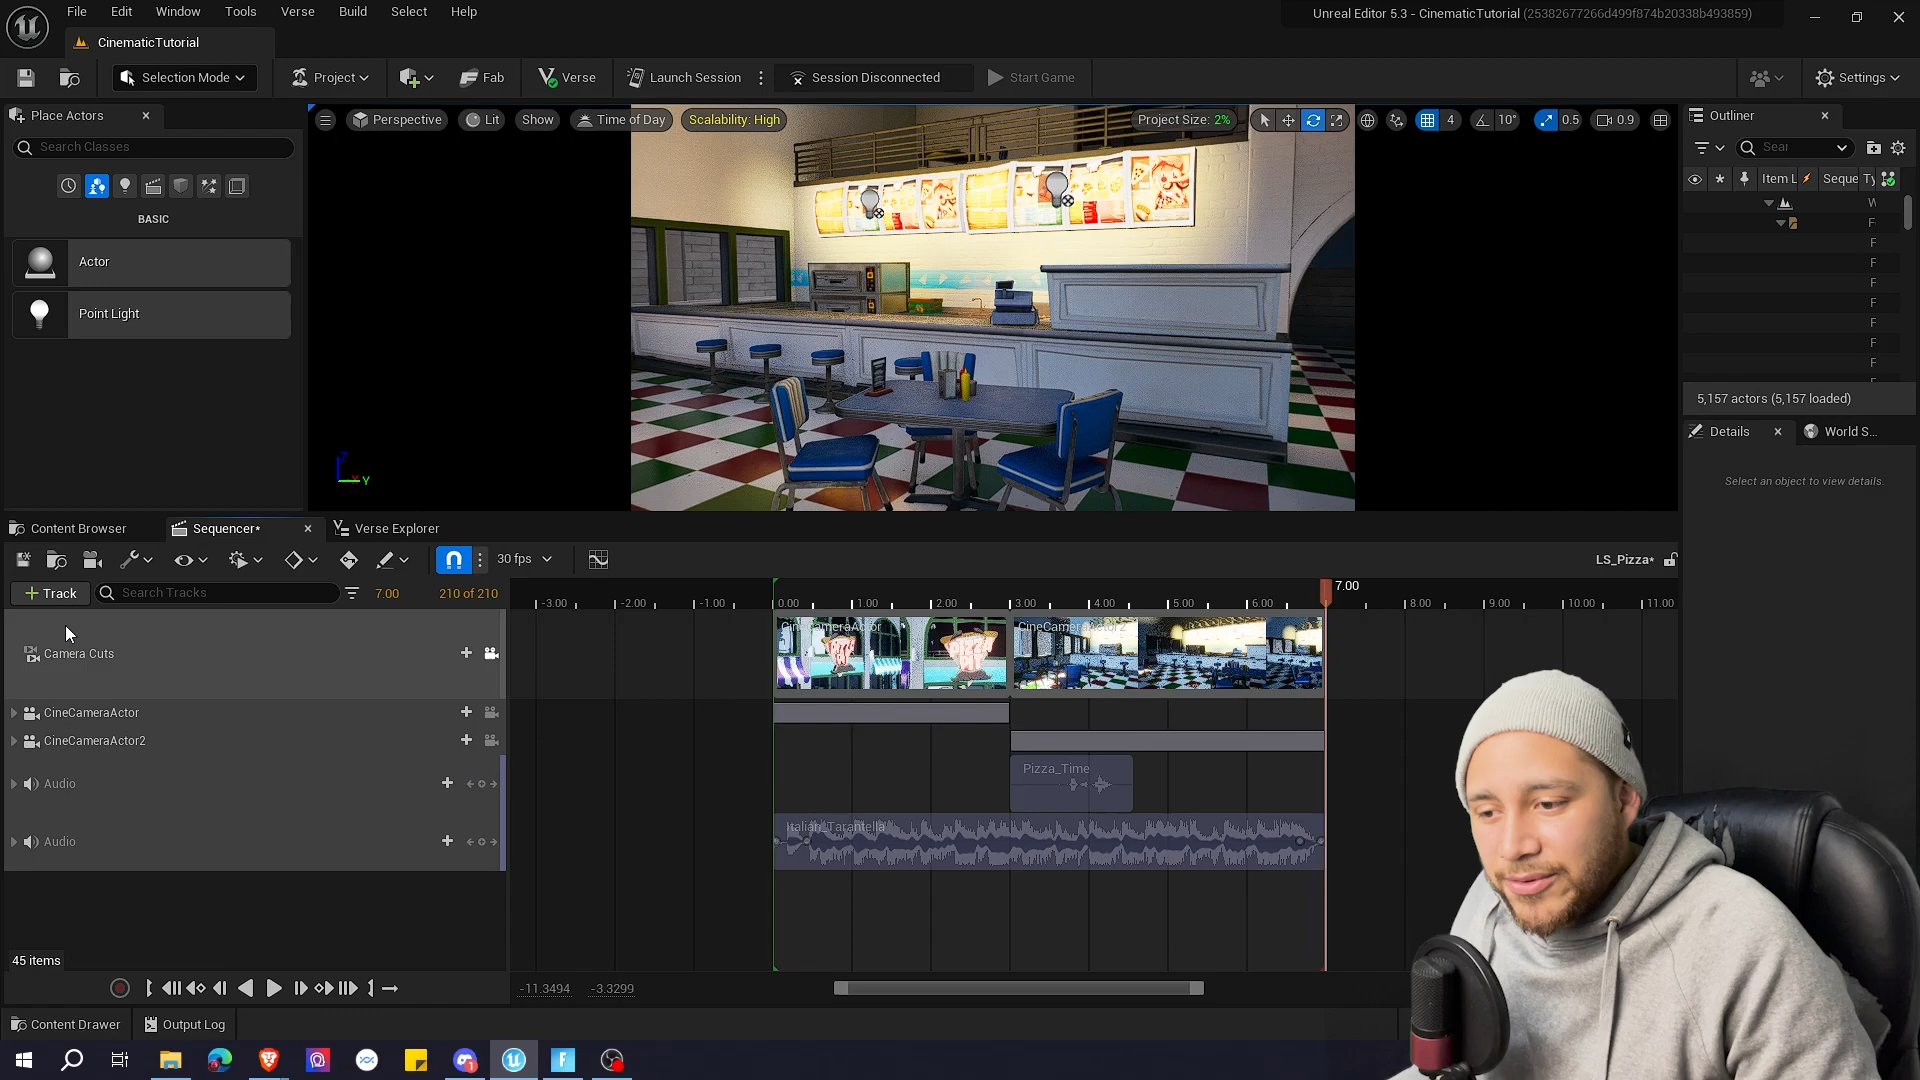 File Edit Window Tools Verse Build Select Help
Unreal Editor 5.3 - CinematicTutorial (25382677266d499f874b20338b493859)
CinematicTutorial
Selection Mode Project Fab Verse Launch Session Session Disconnected Start Game Settings
Place Actors
Search Classes
BASIC
Actor
Point Light
Perspective Lit Show Time of Day Scalability: High
Project Size: 2% 4 10° 0.5 0.9
Z
Y
Outliner
Sear
Item L Seque Ty
W
F
F
F
F
F
F
F
F
5,157 actors (5,157 loaded)
Details World S...
Select an object to view details.
Content Browser Sequencer* Verse Explorer
30 fps
LS_Pizza*
Track Search Tracks 7.00 210 of 210
7.00
-3.00 -2.00 -1.00 0.00 1.00 2.00 3.00 4.00 5.00 6.00 8.00 9.00 10.00 11.00
CineCameraActor CineCameraActor2
Camera Cuts
CineCameraActor
CineCameraActor2
Pizza_Time
Audio
Italian_Tarantella
Audio
45 items
-11.3494 -3.3299
Content Drawer Output Log